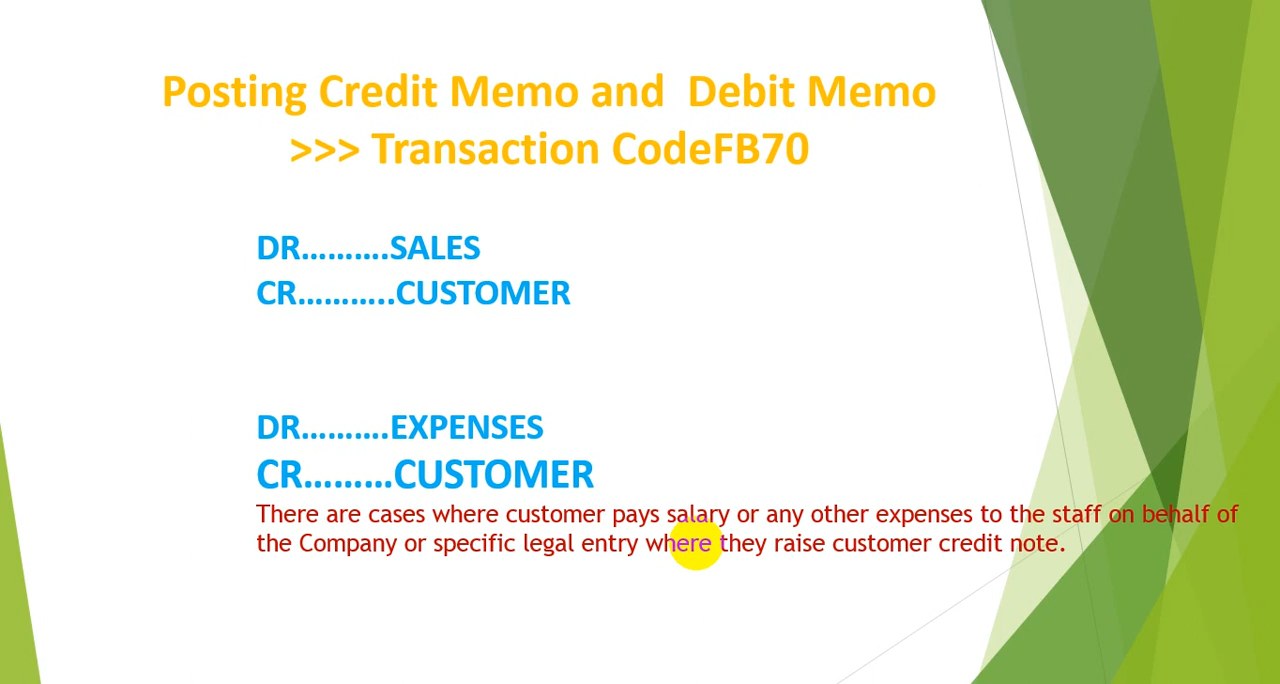 Posting Credit Memo and  Debit Memo
>>> Transaction CodeFB70
DR..........SALES
CR...........CUSTOMER
DR..........EXPENSES
CR.........CUSTOMER
There are cases where customer pays salary or any other expenses to the staff on behalf of
the Company or specific legal entry where they raise customer credit note.